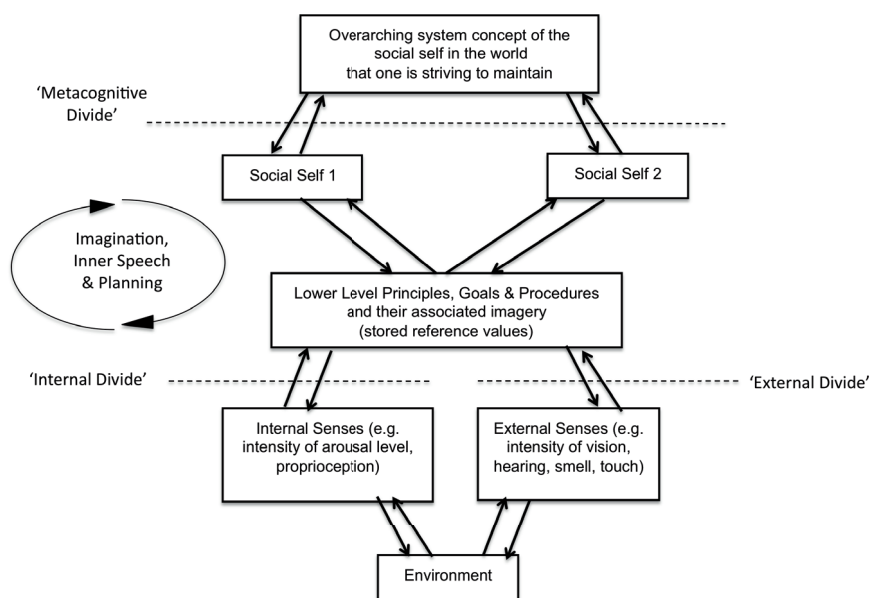 Overarching system concept of the
social self in the world
that one is striving to maintain
‘Metacognitive
Divide’
Social Self 1
Social Self 2
Imagination,
Inner Speech
& Planning
Lower Level Principles, Goals & Procedures
and their associated imagery
(stored reference values)
‘Internal Divide’
‘External Divide’
Internal Senses (e.g.
intensity of arousal level,
proprioception)
External Senses (e.g.
intensity of vision,
hearing, smell, touch)
Environment